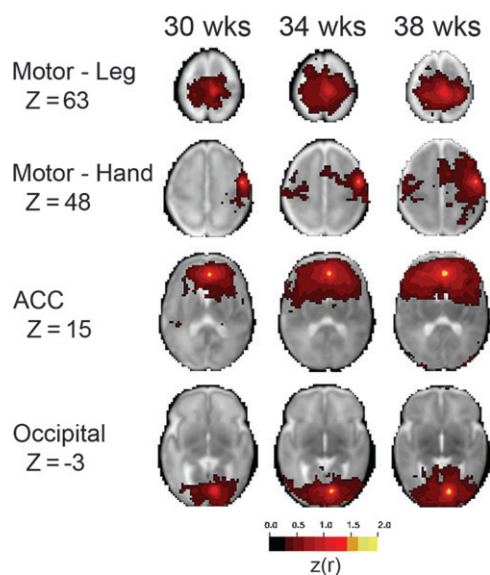 30 wks 34 wks 38 wks
Motor - Leg
Z = 63
Motor - Hand
Z = 48
ACC
Z = 15
Occipital
Z = -3
0.0 0.5 1.0 1.5 2.0
z(r)